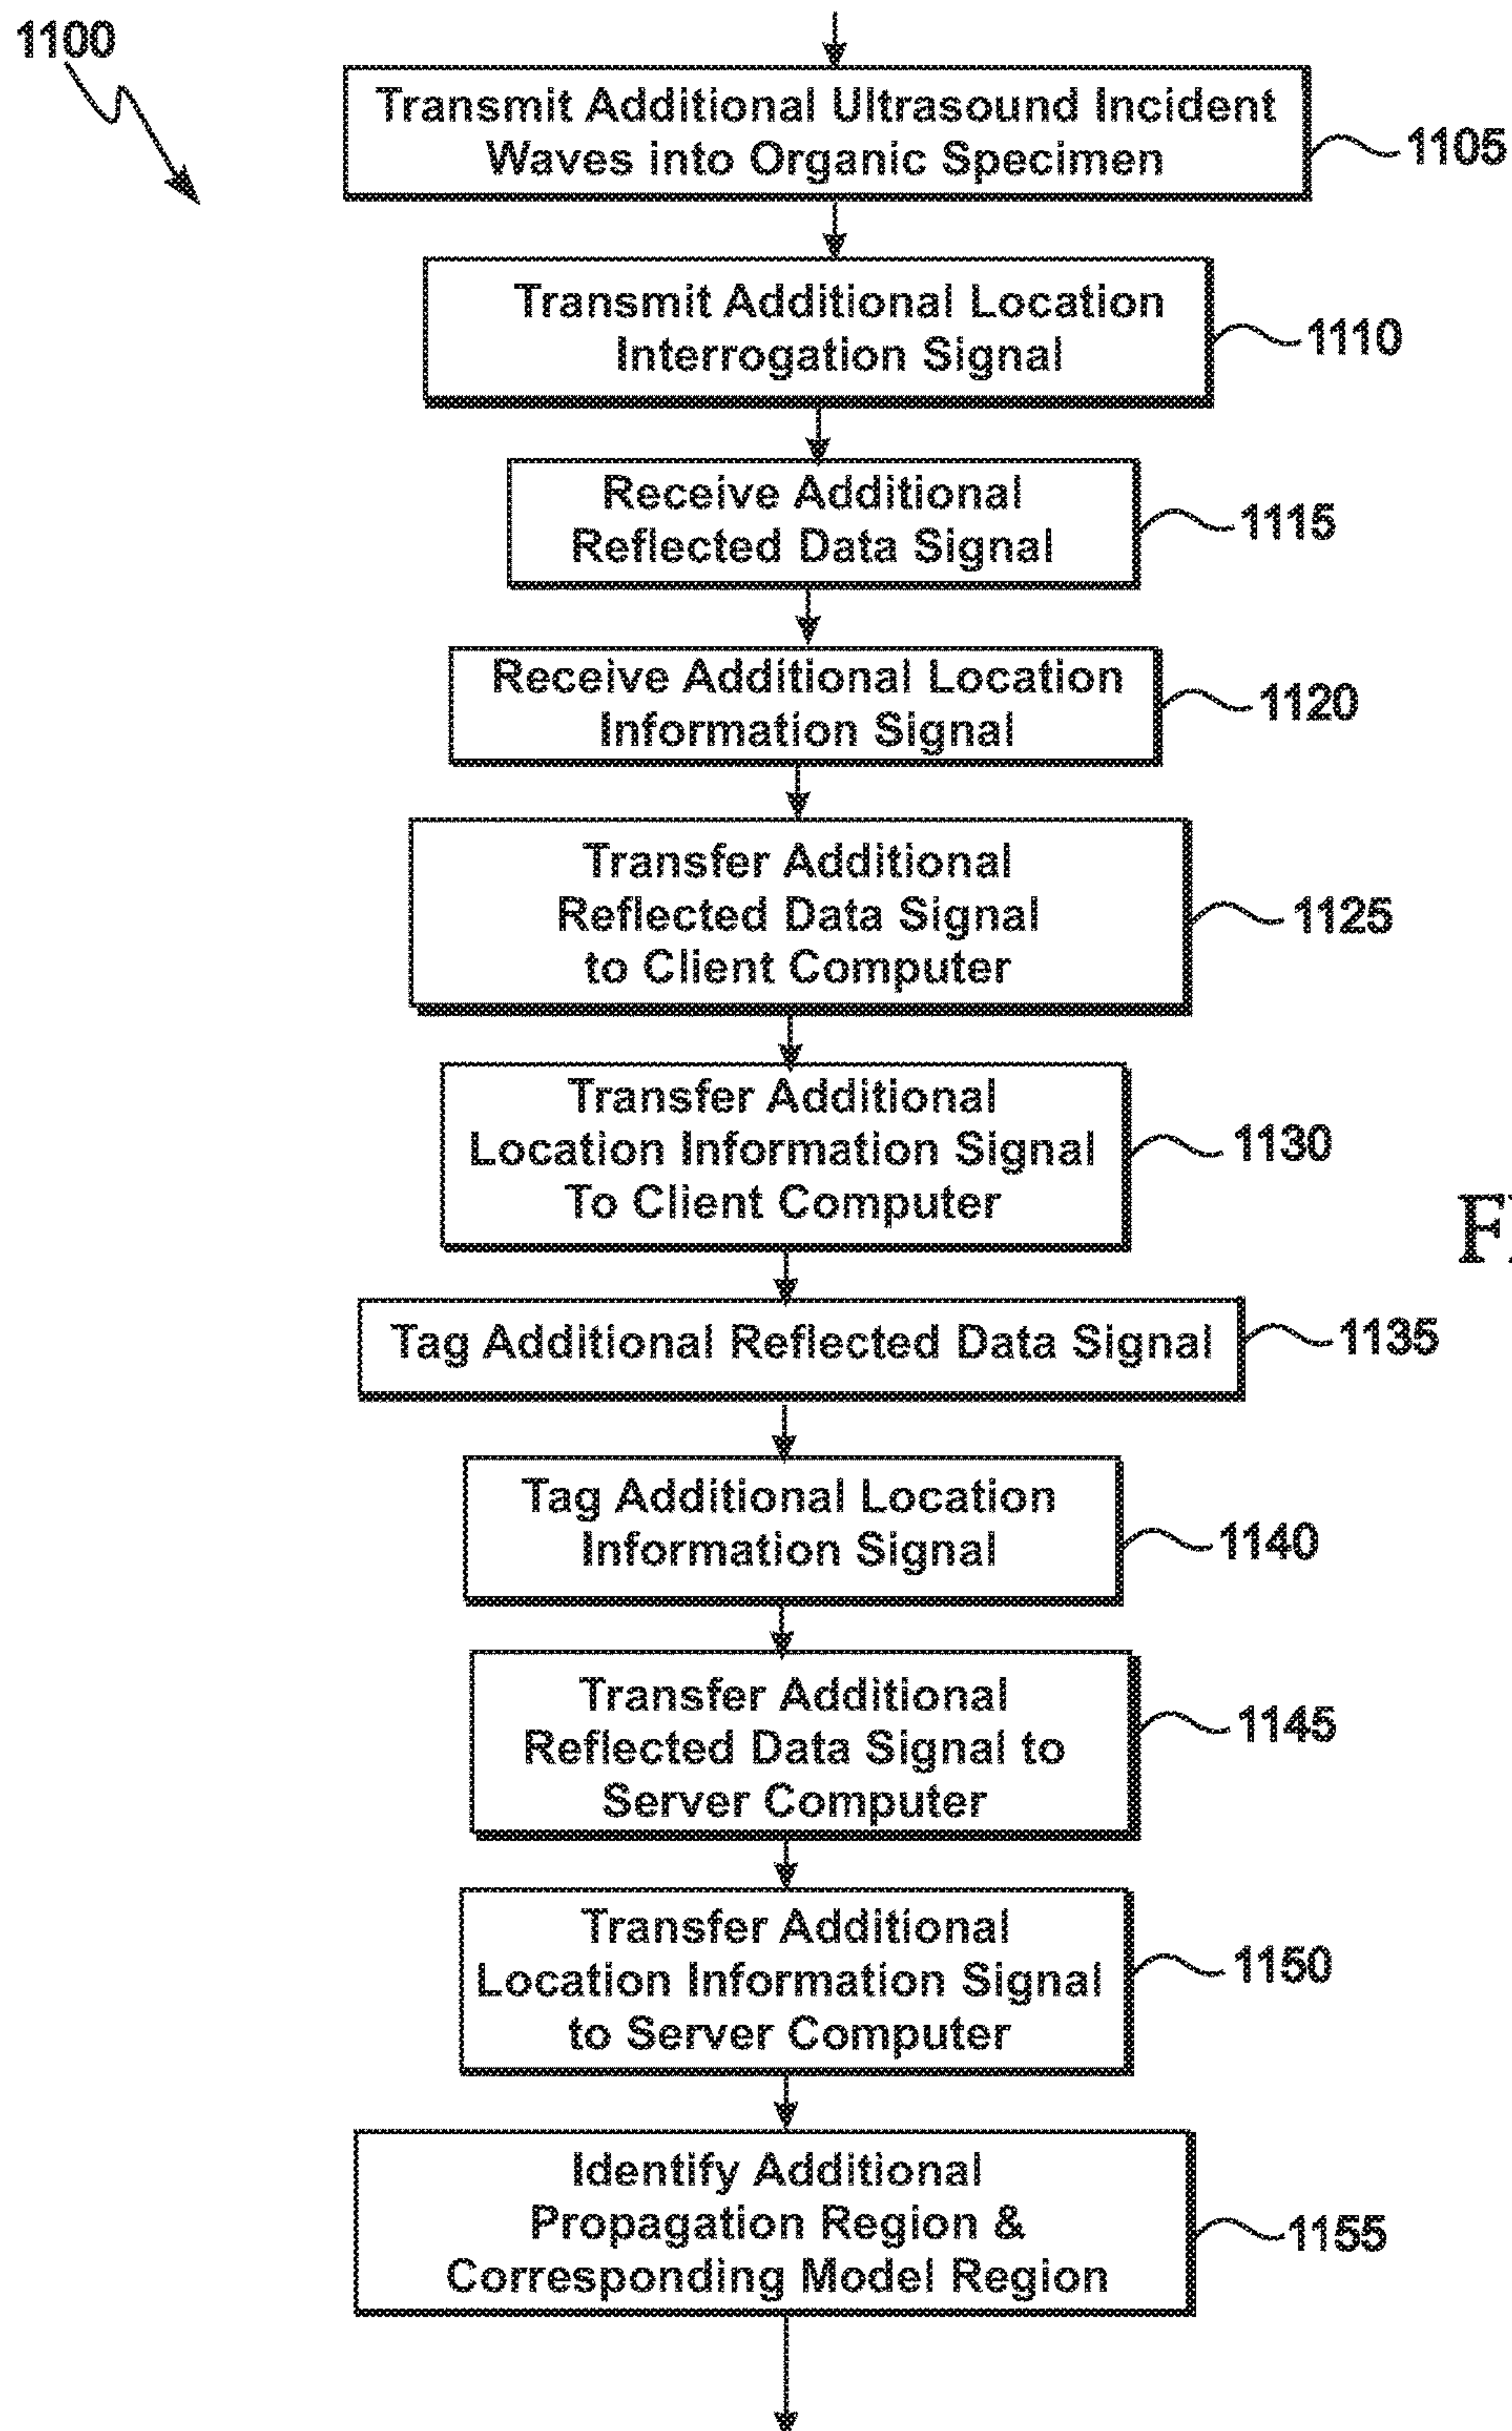 1100
Transmit Additional Ultrasound Incident
Waves into Organic Specimen
1105
Transmit Additional Location
Interrogation Signal
1110
Receive Additional
Reflected Data Signal
1115
Receive Additional Location
Information Signal
1120
Transfer Additional
Reflected Data Signal
to Client Computer
1125
Transfer Additional
Location Information Signal
To Client Computer
1130
Tag Additional Reflected Data Signal
1135
Tag Additional Location
Information Signal
1140
Transfer Additional
Reflected Data Signal to
Server Computer
1145
Transfer Additional
Location Information Signal
to Server Computer
1150
Identify Additional
Propagation Region &
Corresponding Model Region
1155